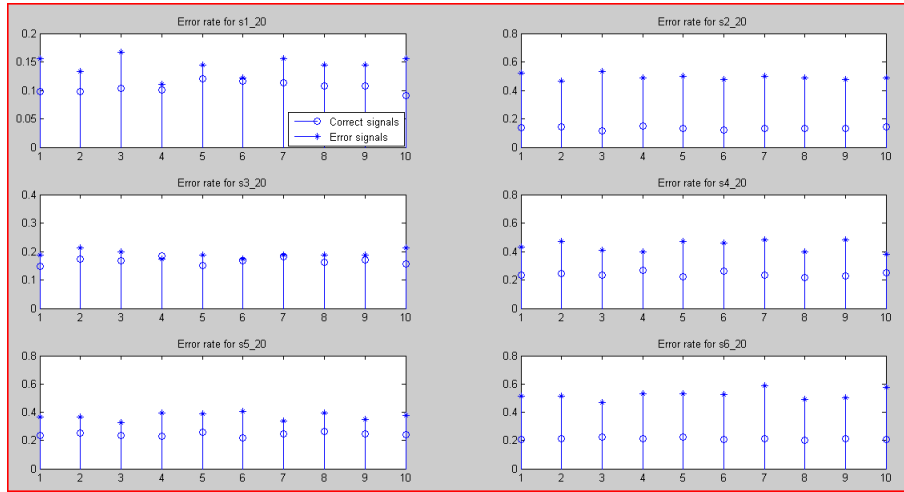 Error rate for s1_20
0.2
0.15
0.1
0.05
0
1 2 3 4 5 6 7 8 9 10
Correct signals
Error signals
Error rate for s2_20
0.8
0.6
0.4
0.2
0
1 2 3 4 5 6 7 8 9 10
Error rate for s3_20
0.4
0.3
0.2
0.1
0
1 2 3 4 5 6 7 8 9 10
Error rate for s4_20
0.8
0.6
0.4
0.2
0
1 2 3 4 5 6 7 8 9 10
Error rate for s5_20
0.8
0.6
0.4
0.2
0
1 2 3 4 5 6 7 8 9 10
Error rate for s6_20
0.8
0.6
0.4
0.2
0
1 2 3 4 5 6 7 8 9 10